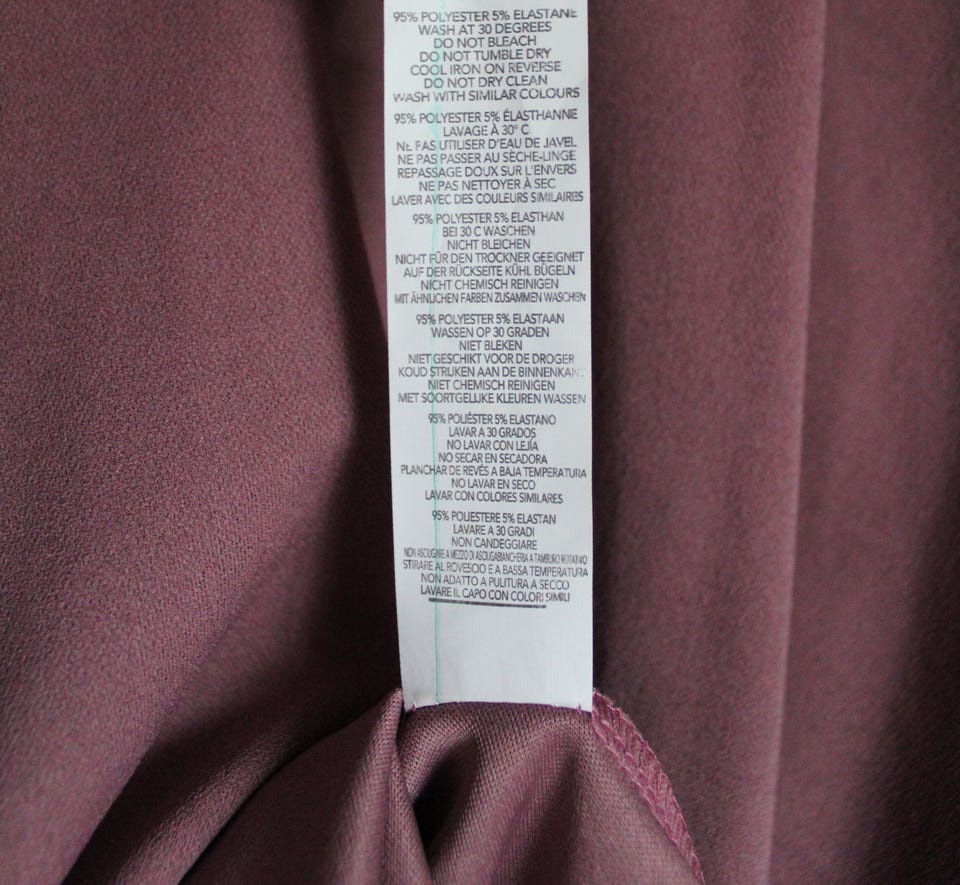 95% POLYESTER 5% ELASTANE
WASH AT 30 DEGREES
DO NOT BLEACH
DO NOT TUMBLE DRY
COOL IRON ON REVERSE
DO NOT DRY CLEAN
WASH WITH SIMILAR COLOURS
95% POLYESTER 5% ÉLASTHANNE
LAVAGE À 30° C
NE PAS UTILISER D'EAU DE JAVEL
NE PAS PASSER AU SÈCHE-LINGE
REPASSAGE DOUX SUR L'ENVERS
NE PAS NETTOYER À SEC
LAVER AVEC DES COULEURS SIMILAIRES
95% POLYESTER 5% ELASTHAN
BEI 30 C WASCHEN
NICHT BLEICHEN
NICHT FÜR DEN TROCKNER GEEIGNET
AUF DER RÜCKSEITE KÜHL BÜGELN
NICHT CHEMISCH REINIGEN
MIT ÄHNLICHEN FARBEN ZUSAMMEN WASCHEN
95% POLYESTER 5% ELASTAAN
WASSEN OP 30 GRADEN
NIET BLEKEN
NIET GESCHIKT VOOR DE DROGER
KOUD STRIJKEN AAN DE BINNENKANT
NIET CHEMISCH REINIGEN
MET SOORTGELIJKE KLEUREN WASSEN
95% POLIÉSTER 5% ELASTANO
LAVAR A 30 GRADOS
NO LAVAR CON LEJÍA
NO SECAR EN SECADORA
PLANCHAR DE REVÉS A BAJA TEMPERATURA
NO LAVAR EN SECO
LAVAR CON COLORES SIMILARES
95% POLIESTERE 5% ELASTAN
LAVARE A 30 GRADI
NON CANDEGGIARE
NON ASCIUGARE A MEZZO DI ASCIUGABIANCHERIA A TAMBURO ROTATIVO
STIRARE AL ROVESCIO E A BASSA TEMPERATURA
NON ADATTO A PULITURA A SECCO
LAVARE IL CAPO CON COLORI SIMILI